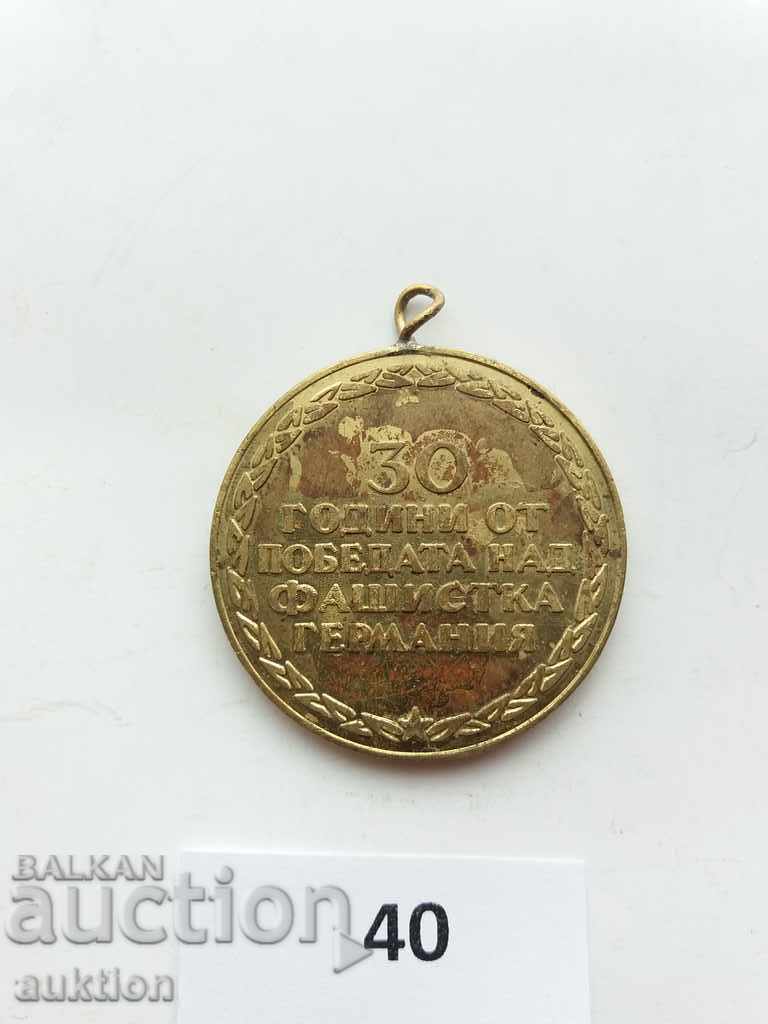 30
ГОДИНИ ОТ
ПОБЕДАТА НАД
ФАШИСТКА
ГЕРМАНИЯ
BALKAN
auction
auktion
40